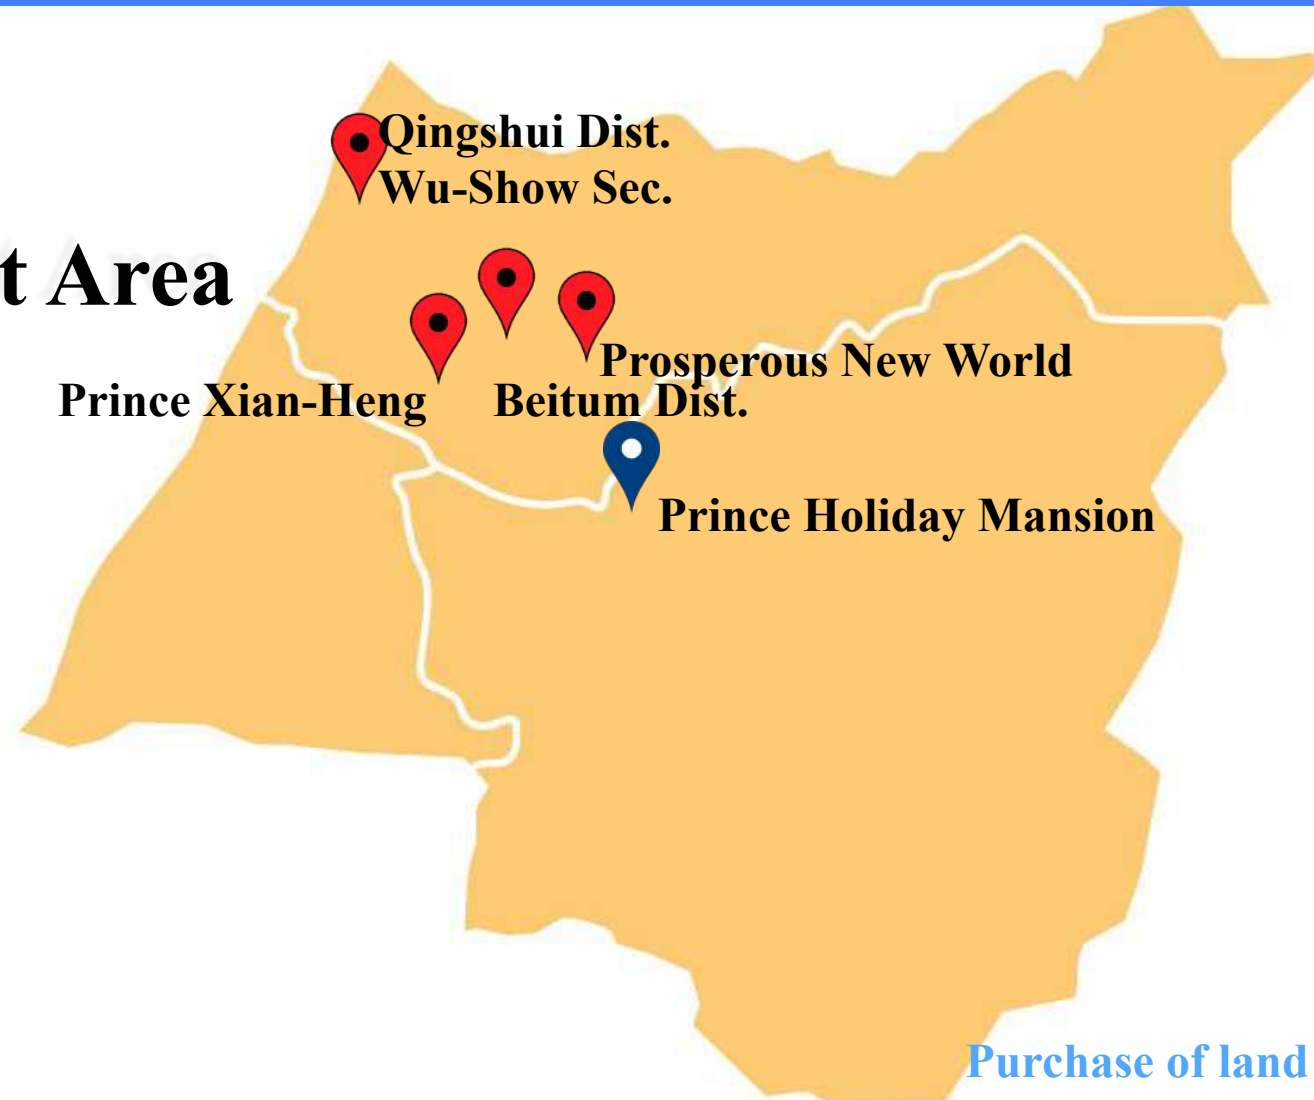 Qingshui Dist.
Wu-Show Sec.
t Area
Prosperous New World
Prince Xian-Heng
Beitum Dist.
Prince Holiday Mansion
Purchase of land